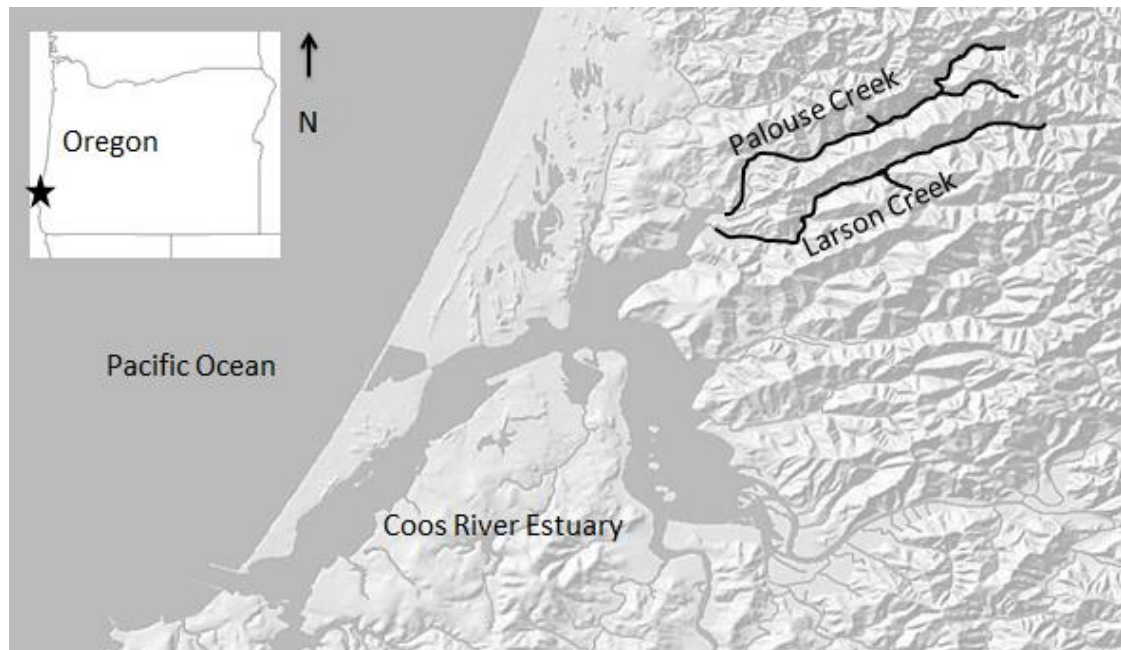 N
Oregon
Palouse Creek
Larson Creek
Pacific Ocean
Coos River Estuary